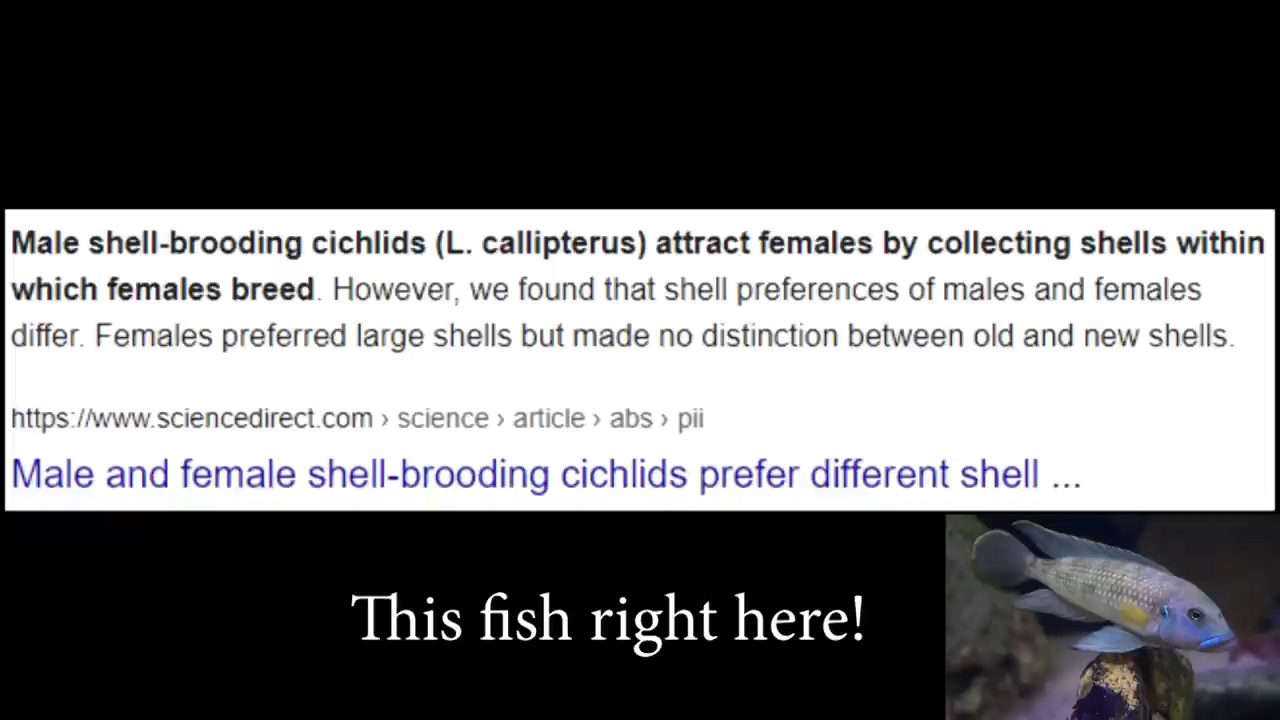 Male shell-brooding cichlids (L. callipterus) attract females by collecting shells within
which females breed. However, we found that shell preferences of males and females
differ. Females preferred large shells but made no distinction between old and new shells.
https://www.sciencedirect.com › science › article › abs › pii
Male and female shell-brooding cichlids prefer different shell ...
This fish right here!